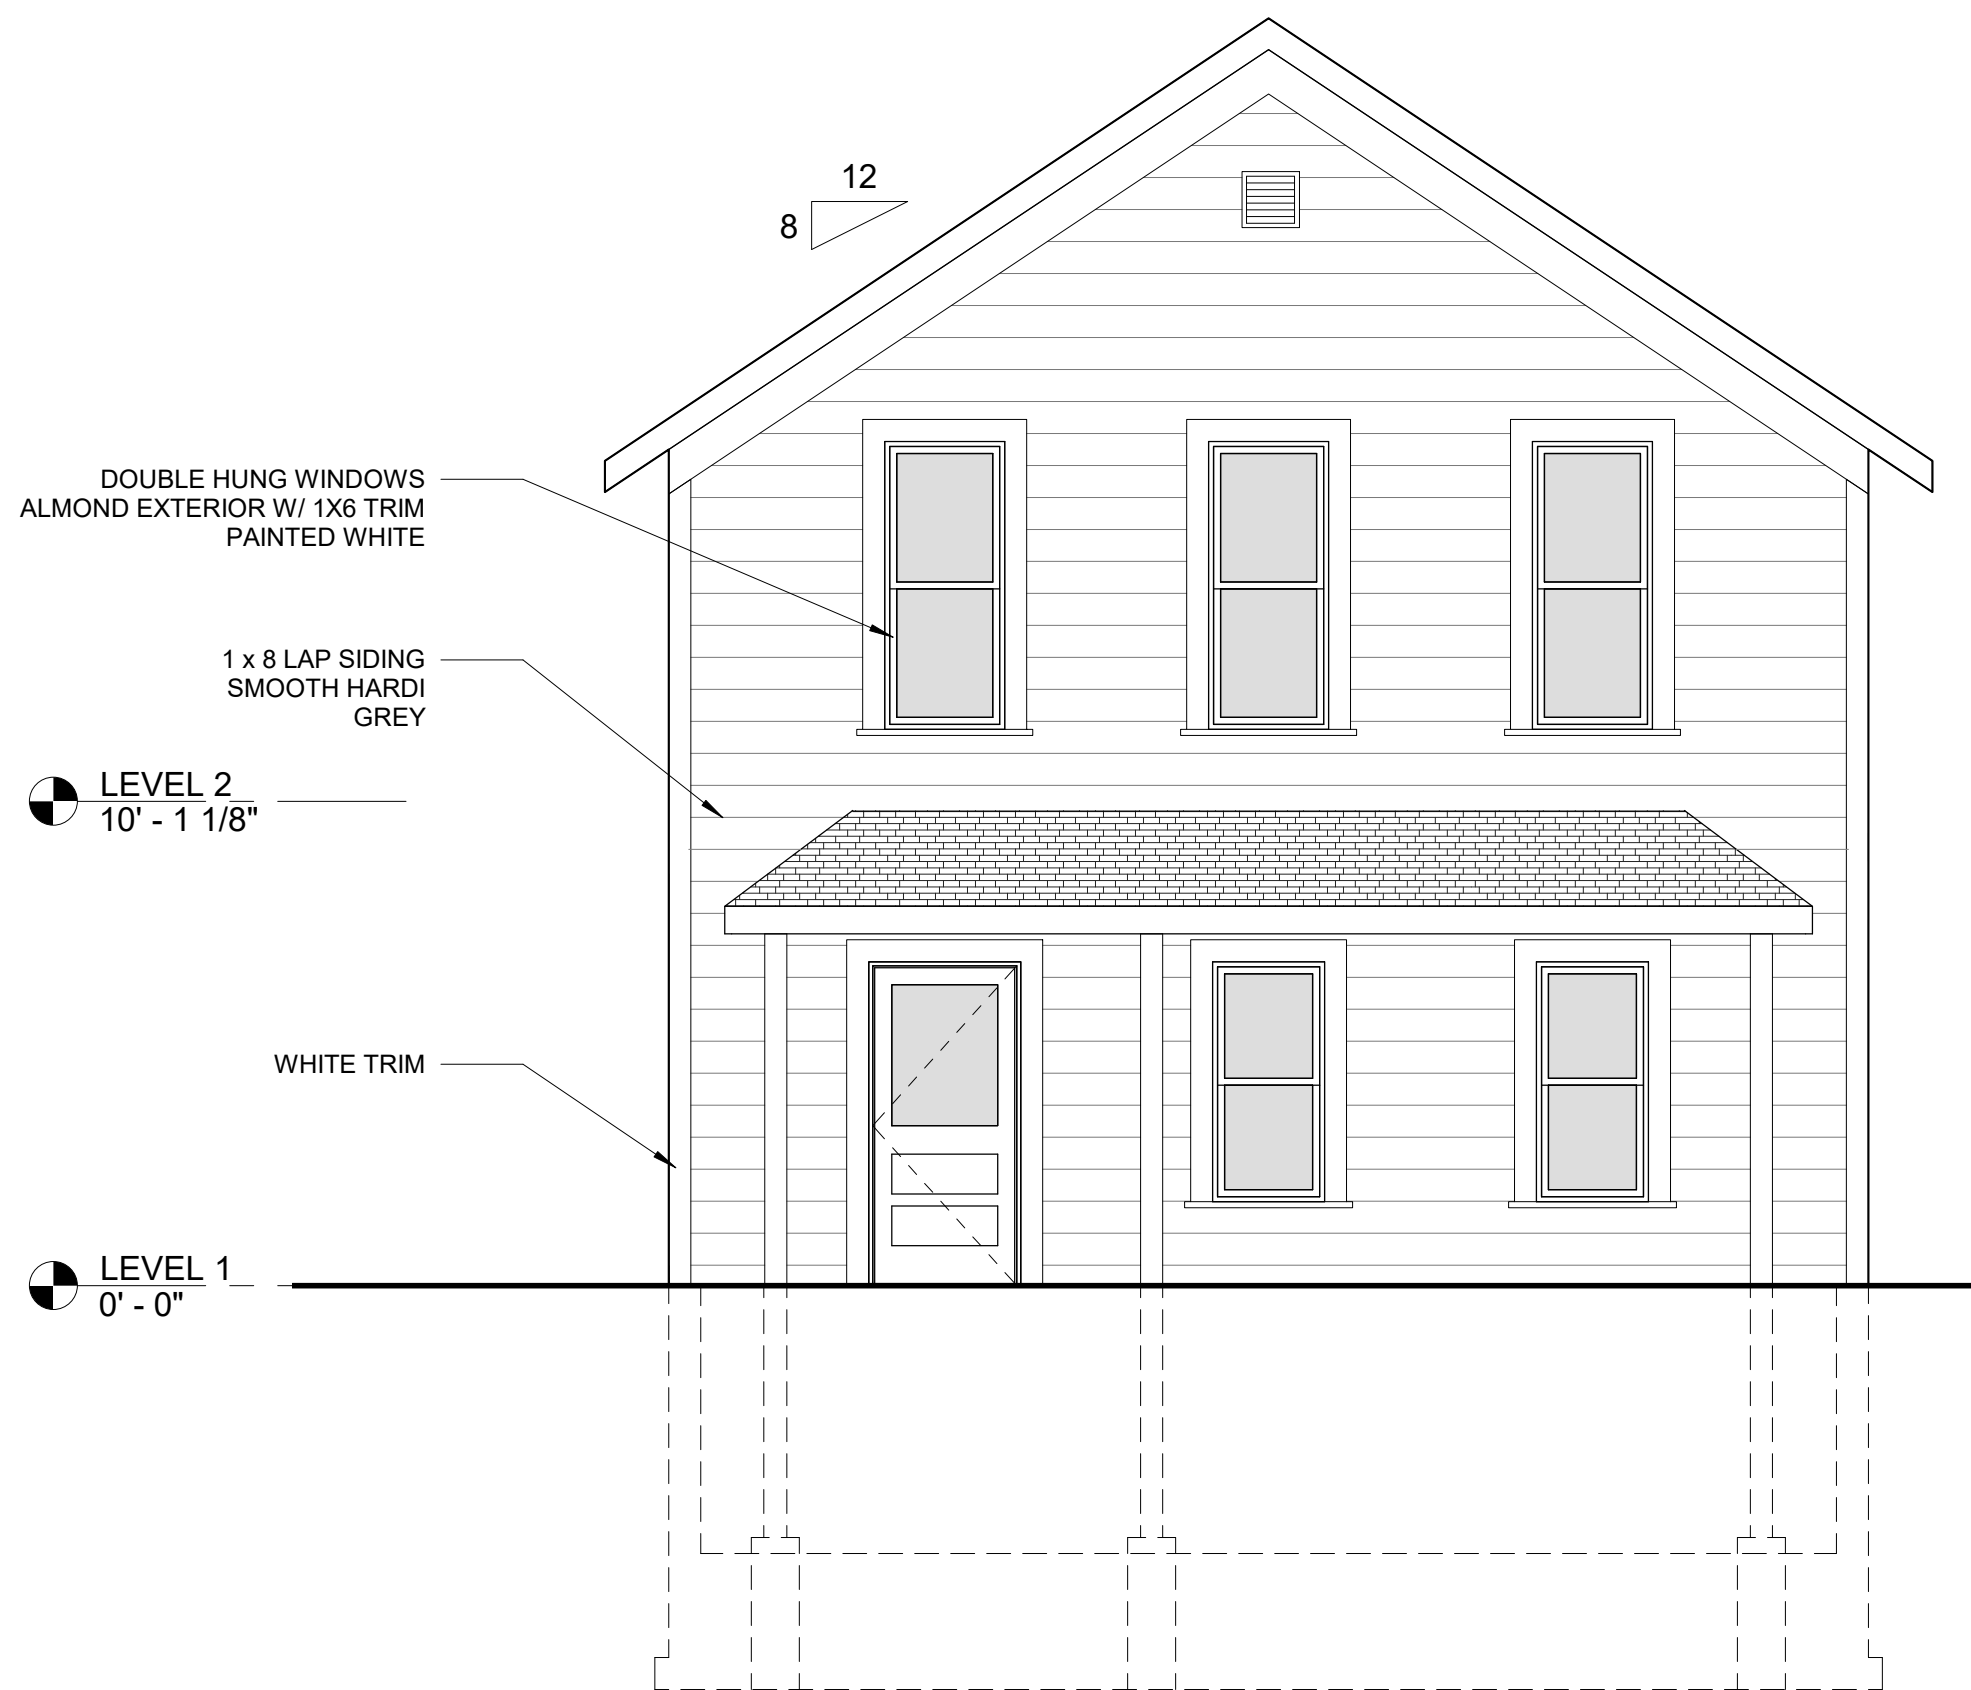 12
8
DOUBLE HUNG WINDOWS
ALMOND EXTERIOR W/ 1X6 TRIM
PAINTED WHITE
1 x 8 LAP SIDING
SMOOTH HARDI
GREY
LEVEL 2
10' - 1 1/8"
WHITE TRIM
LEVEL 1
0' - 0"